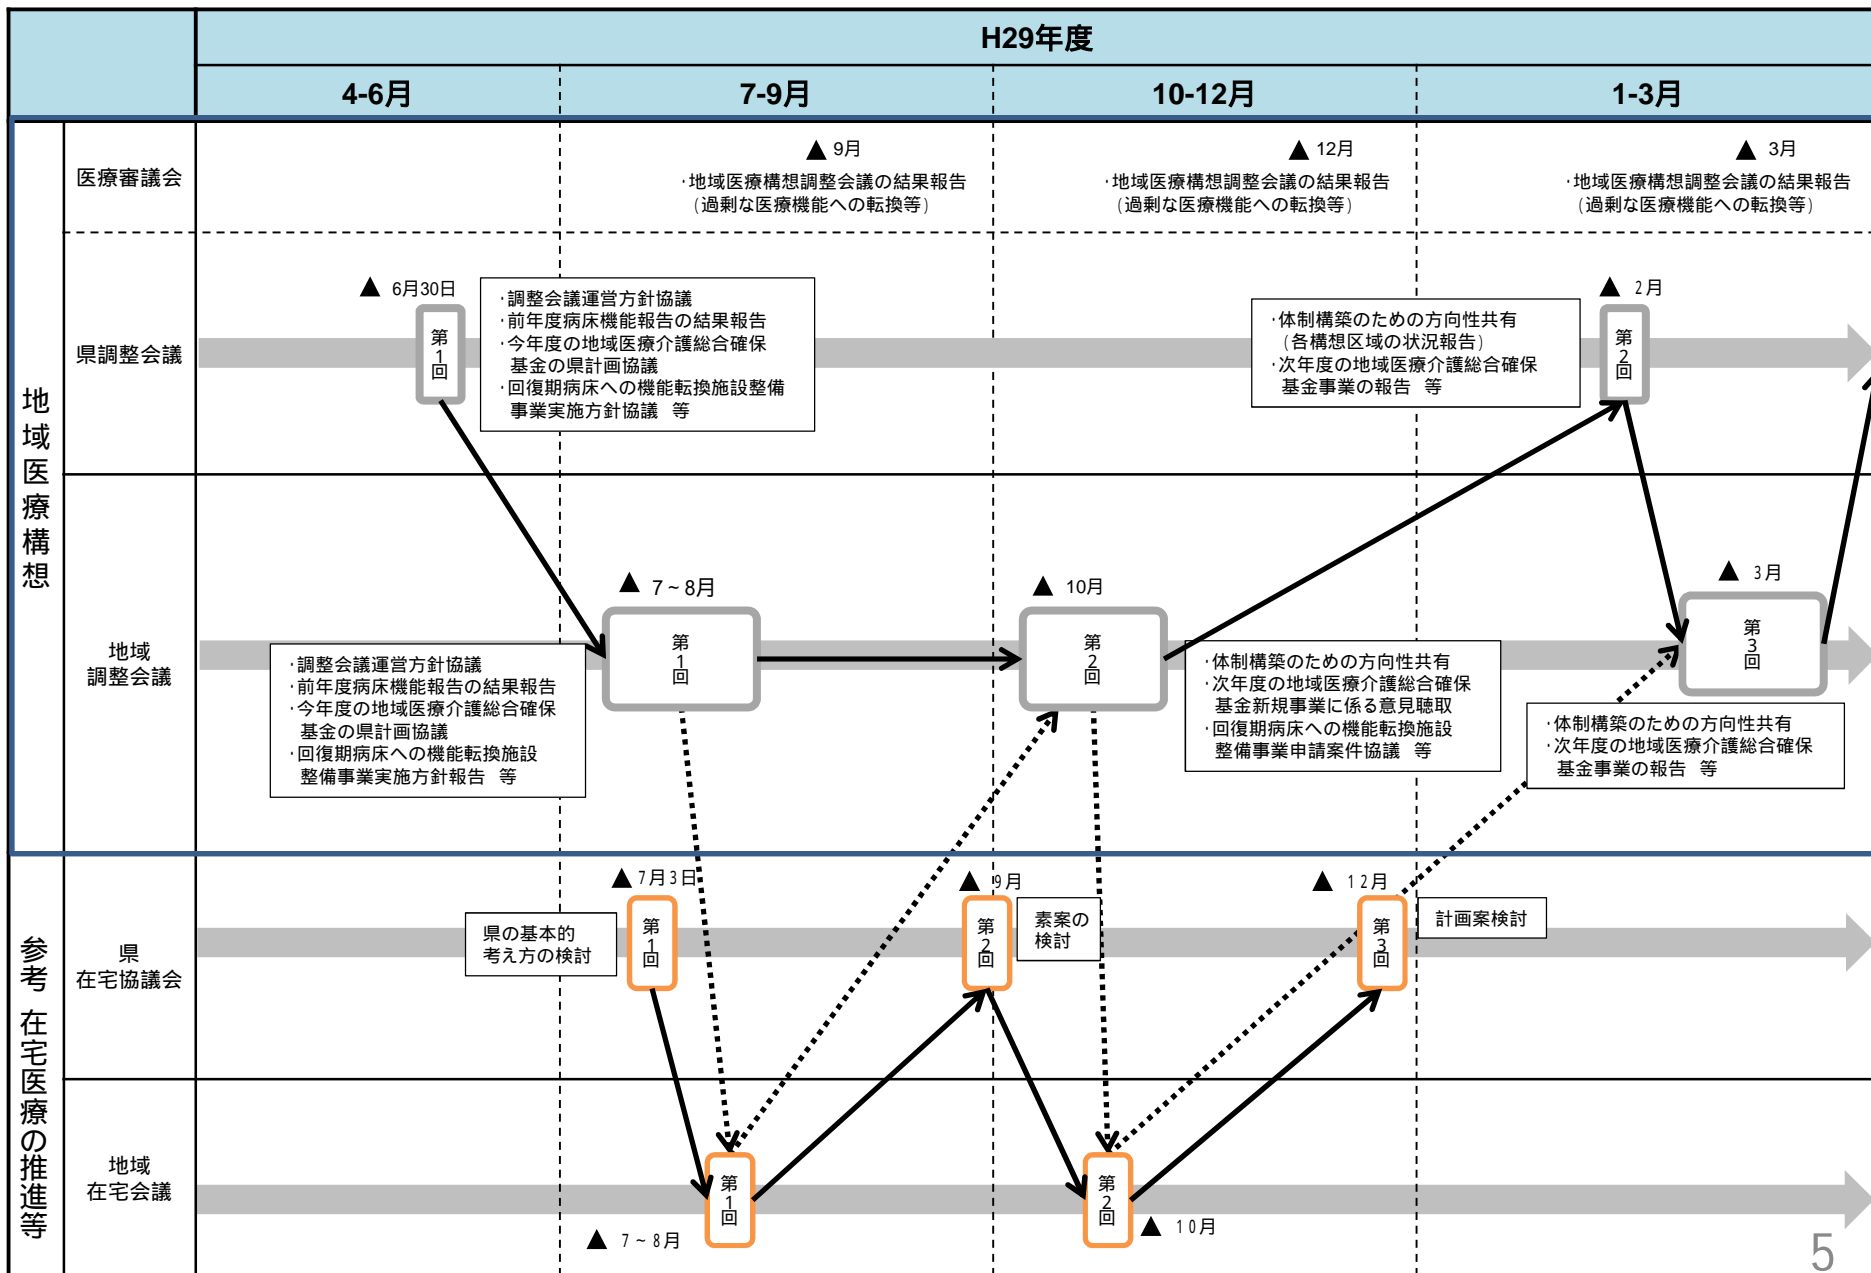 H29年度
4-6月
7-9月
10-12月
1-3月
地域医療構想
医療審議会
▲ 9月
・地域医療構想調整会議の結果報告
(過剰な医療機能への転換等)
▲ 12月
・地域医療構想調整会議の結果報告
(過剰な医療機能への転換等)
▲ 3月
・地域医療構想調整会議の結果報告
(過剰な医療機能への転換等)
県調整会議
▲ 6月30日
第1回
・調整会議運営方針協議
・前年度病床機能報告の結果報告
・今年度の地域医療介護総合確保
基金の県計画協議
・回復期病床への機能転換施設整備
事業実施方針協議 等
・体制構築のための方向性共有
(各構想区域の状況報告)
・次年度の地域医療介護総合確保
基金事業の報告 等
▲ 2月
第2回
地域
調整会議
▲ 7~8月
第1回
・調整会議運営方針協議
・前年度病床機能報告の結果報告
・今年度の地域医療介護総合確保
基金の県計画協議
・回復期病床への機能転換施設
整備事業実施方針報告 等
▲ 10月
第2回
・体制構築のための方向性共有
・次年度の地域医療介護総合確保
基金新規事業に係る意見聴取
・回復期病床への機能転換施設
整備事業申請案件協議 等
▲ 3月
第3回
・体制構築のための方向性共有
・次年度の地域医療介護総合確保
基金事業の報告 等
参考 在宅医療の推進等
県
在宅協議会
県の基本的
考え方の検討
▲ 7月3日
第1回
▲ 9月
第2回
素案の
検討
▲ 12月
第3回
計画案検討
地域
在宅会議
第1回
▲ 7~8月
第2回
▲ 10月
5